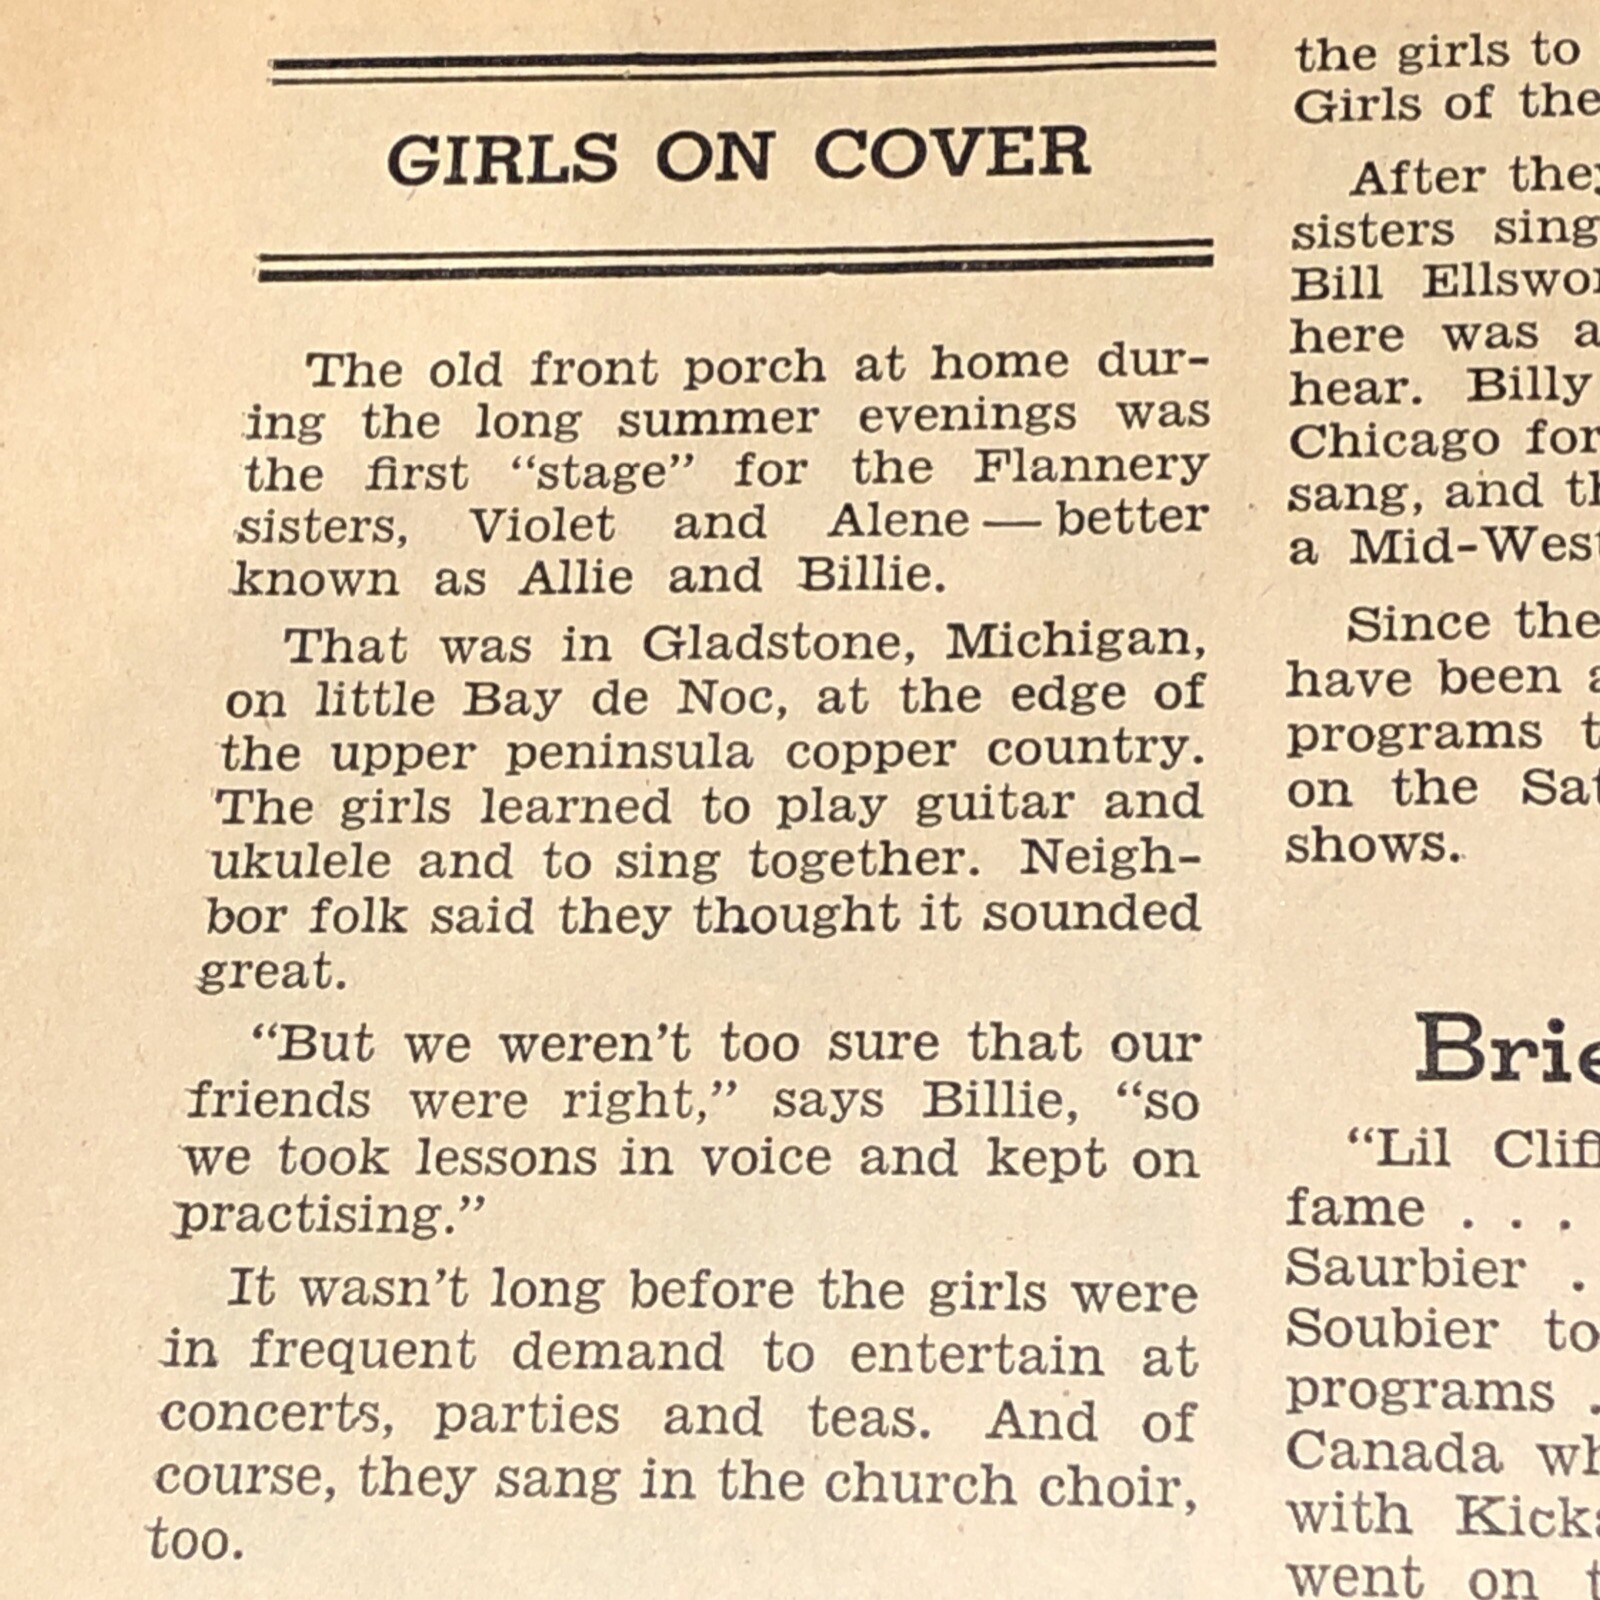 GIRLS ON COVER
The old front porch at home dur-
ing the long summer evenings was
the first “stage” for the Flannery
sisters, Violet and Alene — better
known as Allie and Billie.
That was in Gladstone, Michigan,
on little Bay de Noc, at the edge of
the upper peninsula copper country.
The girls learned to play guitar and
ukulele and to sing together. Neigh-
bor folk said they thought it sounded
great.
“But we weren’t too sure that our
friends were right,” says Billie, “so
we took lessons in voice and kept on
practising.”
It wasn’t long before the girls were
in frequent demand to entertain at
concerts, parties and teas. And of
course, they sang in the church choir,
too.
the girls to
Girls of the
After
sisters sing
Bill
here was a
hear. Billy
Chicago for
sang, and
a
Since
have been
programs
on the
shows.
“Lil
fame . . .
Saurbier .
Soubier to
programs .
Canada
with
went on